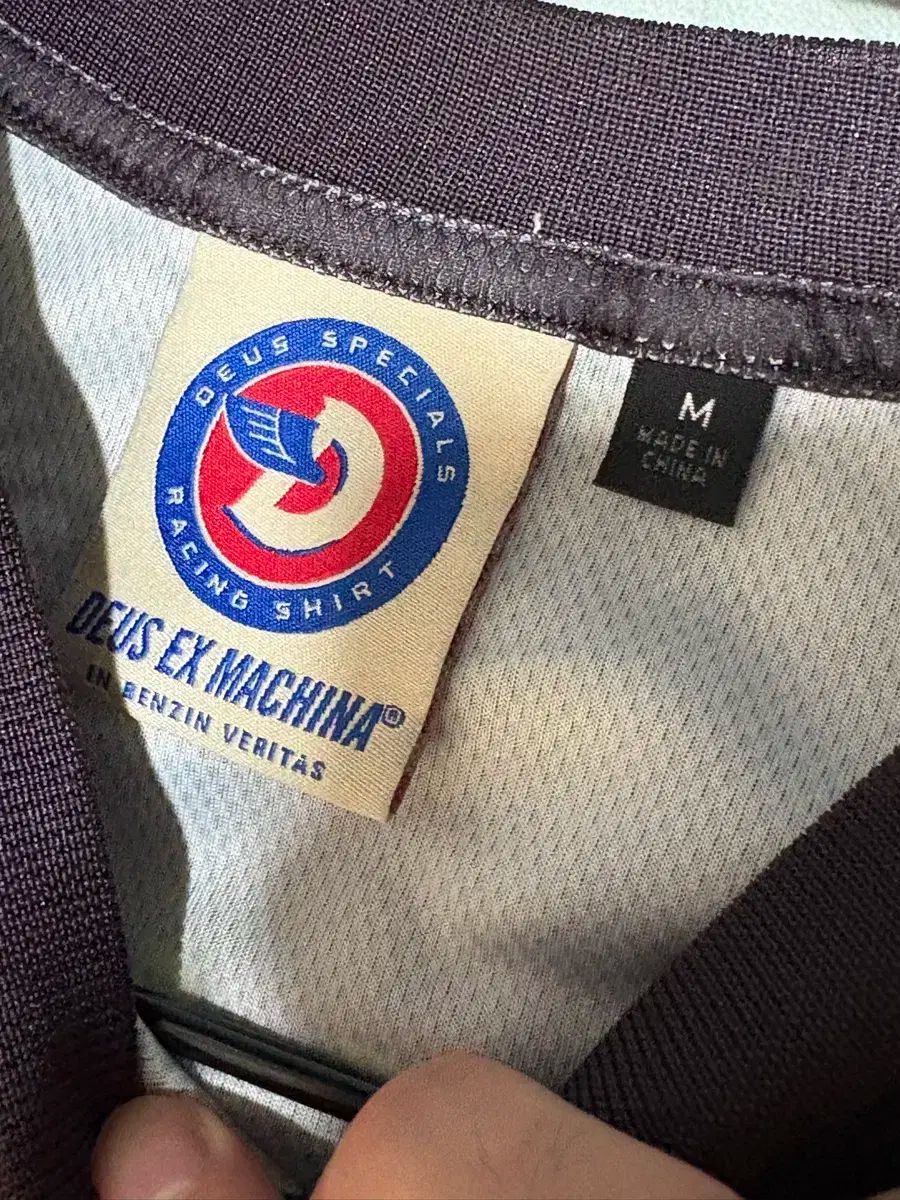 DEUS SPECIALS
RACING SHIRT
DEUS EX MACHINA®
IN BENZIN VERITAS
M
MADE IN
CHINA